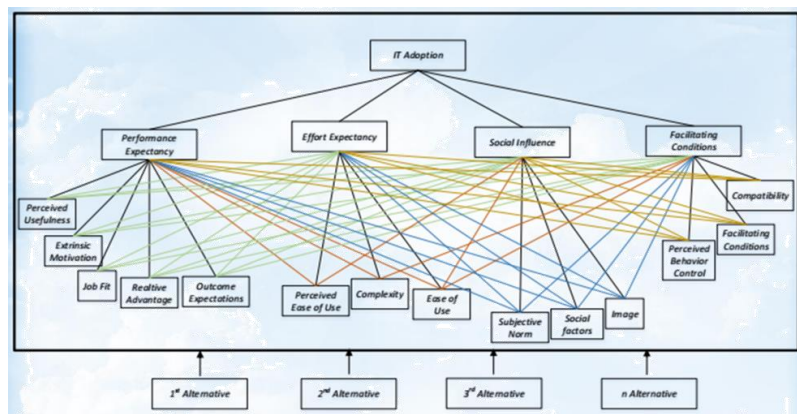 IT Adoption
Performance
Expectancy
Effort Expectancy
Social Influence
Facilitating
Conditions
Perceived
Usefulness
Extrinsic
Motivation
Job Fit
Realtive
Advantage
Outcome
Expectations
Perceived
Ease of Use
Complexity
Ease of
Use
Subjective
Norm
Social
factors
Image
Perceived
Behavior
Control
Facilitating
Conditions
Compatibility
1st Alternative
2nd Alternative
3rd Alternative
n Alternative